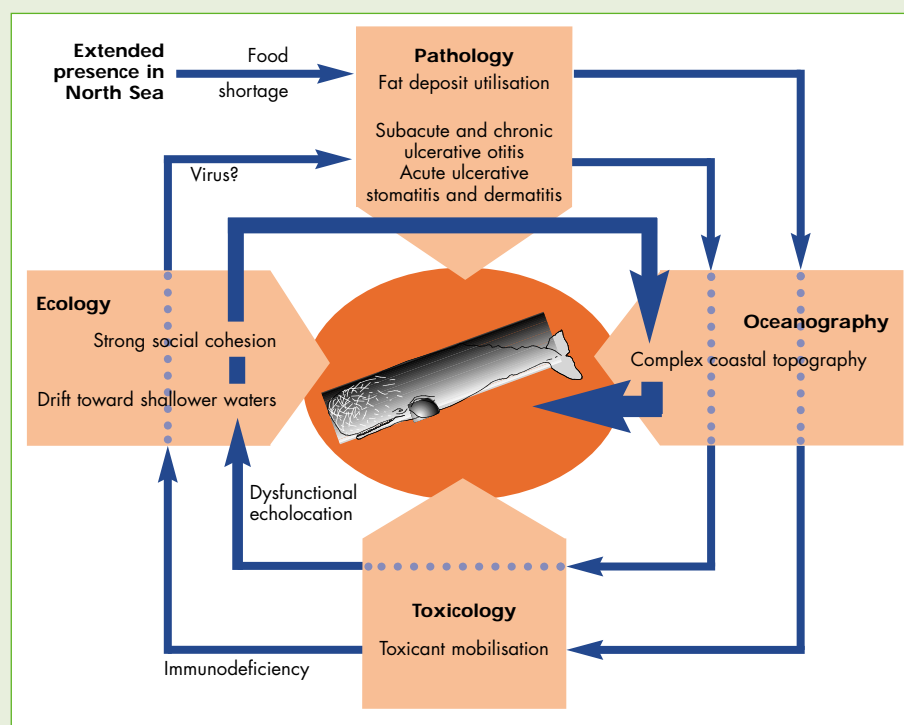 Extended
presence in
North Sea
Food
shortage
Pathology
Fat deposit utilisation
Subacute and chronic
ulcerative otitis
Acute ulcerative
stomatitis and dermatitis
Virus?
Ecology
Strong social cohesion
Drift toward shallower waters
Oceanography
Complex coastal topography
Dysfunctional
echolocation
Toxicology
Toxicant mobilisation
Immunodeficiency